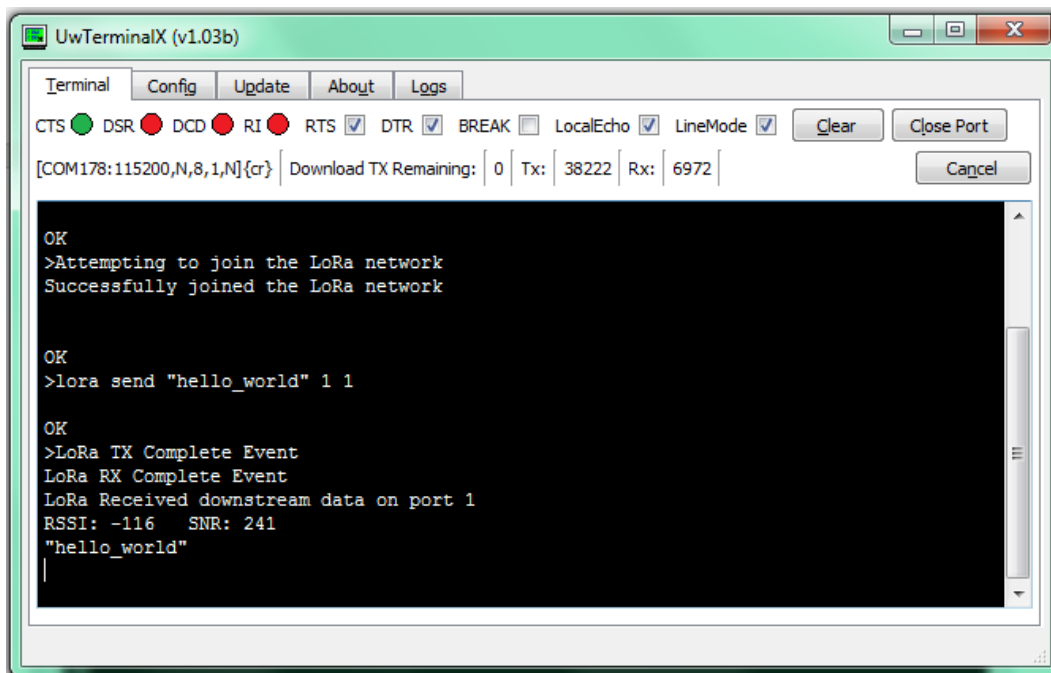 UwTerminalX (v1.03b)
Terminal Config Update About Logs
CTS DSR DCD RI RTS DTR BREAK LocalEcho LineMode Clear Close Port
[COM178:115200,N,8,1,N]{cr} Download TX Remaining: 0 Tx: 38222 Rx: 6972 Cancel
OK
>Attempting to join the LoRa network
Successfully joined the LoRa network
OK
>lora send "hello_world" 1 1
OK
>LoRa TX Complete Event
LoRa RX Complete Event
LoRa Received downstream data on port 1
RSSI: -116   SNR: 241
"hello_world"